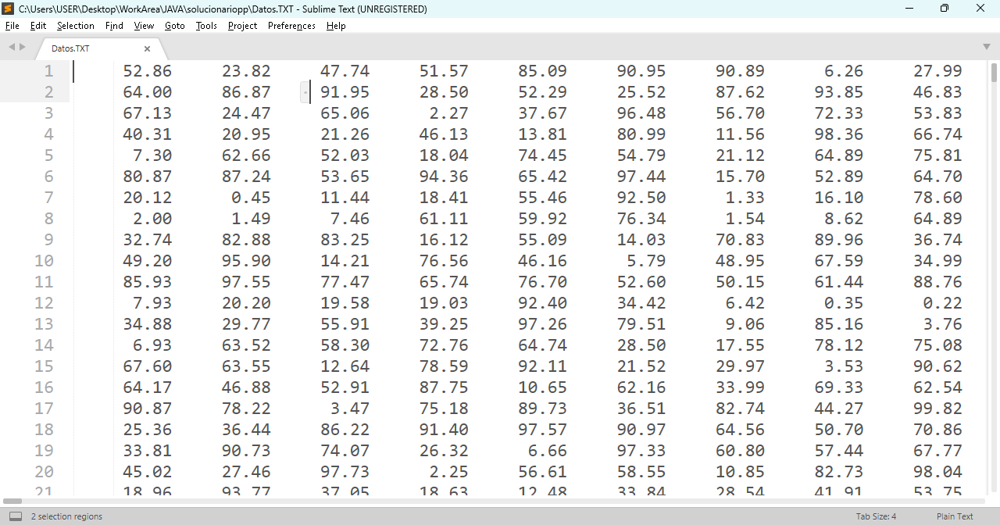 C:\Users\USER\Desktop\WorkArea\JAVA\solucionariopp\Datos.TXT - Sublime Text (UNREGISTERED)
File Edit Selection Find View Goto Tools Project Preferences Help
Datos.TXT
1 52.86 23.82 47.74 51.57 85.09 90.95 90.89 6.26 27.99
2 64.00 86.87 91.95 28.50 52.29 25.52 87.62 93.85 46.83
3 67.13 24.47 65.06 2.27 37.67 96.48 56.70 72.33 53.83
4 40.31 20.95 21.26 46.13 13.81 80.99 11.56 98.36 66.74
5 7.30 62.66 52.03 18.04 74.45 54.79 21.12 64.89 75.81
6 80.87 87.24 53.65 94.36 65.42 97.44 15.70 52.89 64.70
7 20.12 0.45 11.44 18.41 55.46 92.50 1.33 16.10 78.60
8 2.00 1.49 7.46 61.11 59.92 76.34 1.54 8.62 64.89
9 32.74 82.88 83.25 16.12 55.09 14.03 70.83 89.96 36.74
10 49.20 95.90 14.21 76.56 46.16 5.79 48.95 67.59 34.99
11 85.93 97.55 77.47 65.74 76.70 52.60 50.15 61.44 88.76
12 7.93 20.20 19.58 19.03 92.40 34.42 6.42 0.35 0.22
13 34.88 29.77 55.91 39.25 97.26 79.51 9.06 85.16 3.76
14 6.93 63.52 58.30 72.76 64.74 28.50 17.55 78.12 75.08
15 67.60 63.55 12.64 78.59 92.11 21.52 29.97 3.53 90.62
16 64.17 46.88 52.91 87.75 10.65 62.16 33.99 69.33 62.54
17 90.87 78.22 3.47 75.18 89.73 36.51 82.74 44.27 99.82
18 25.36 36.44 86.22 91.40 97.57 90.97 64.56 50.70 70.86
19 33.81 90.73 74.07 26.32 6.66 97.33 60.80 57.44 67.77
20 45.02 27.46 97.73 2.25 56.61 58.55 10.85 82.73 98.04
21 18.96 93.77 37.05 18.63 12.48 33.84 28.54 41.91 53.75
2 selection regions Tab Size: 4 Plain Text